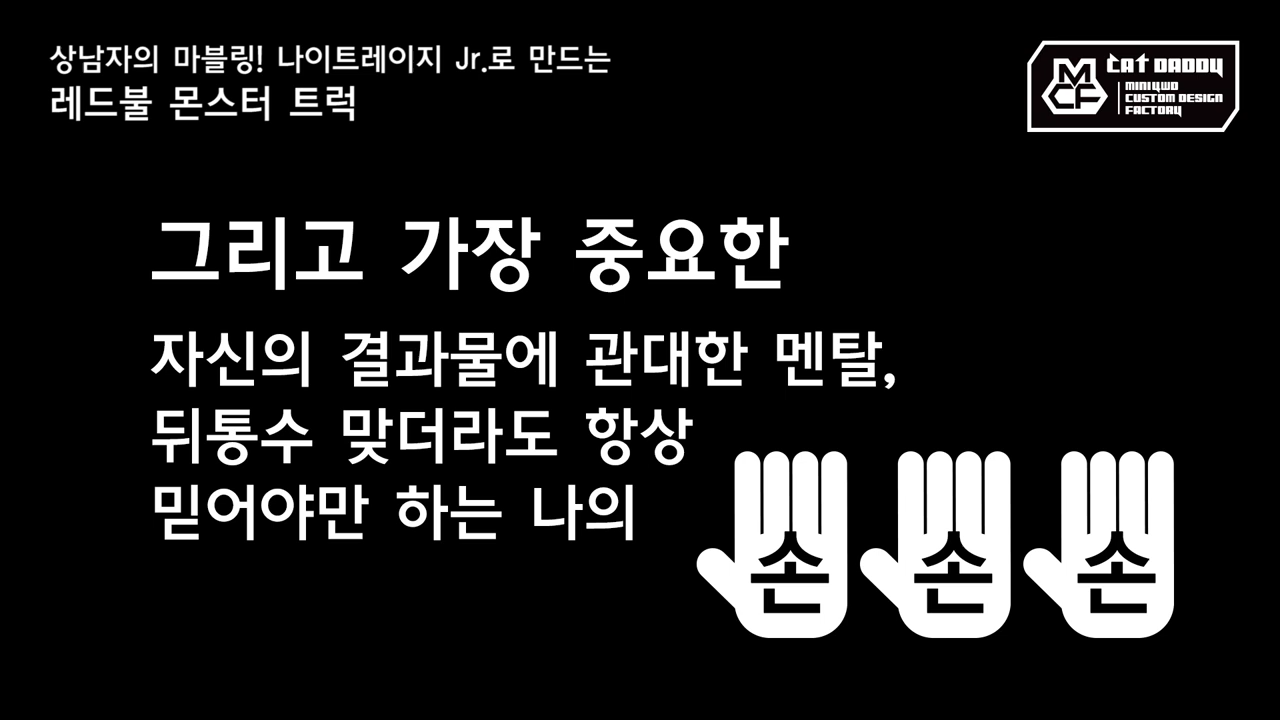 상남자의 마블링! 나이트레이지 Jr.로 만드는
레드불 몬스터 트럭
MCF
CAT DADDY
MINI4WD
CUSTOM DESIGN
FACTORY
그리고 가장 중요한
자신의 결과물에 관대한 멘탈,
뒤통수 맞더라도 항상
믿어야만 하는 나의
손 손 손